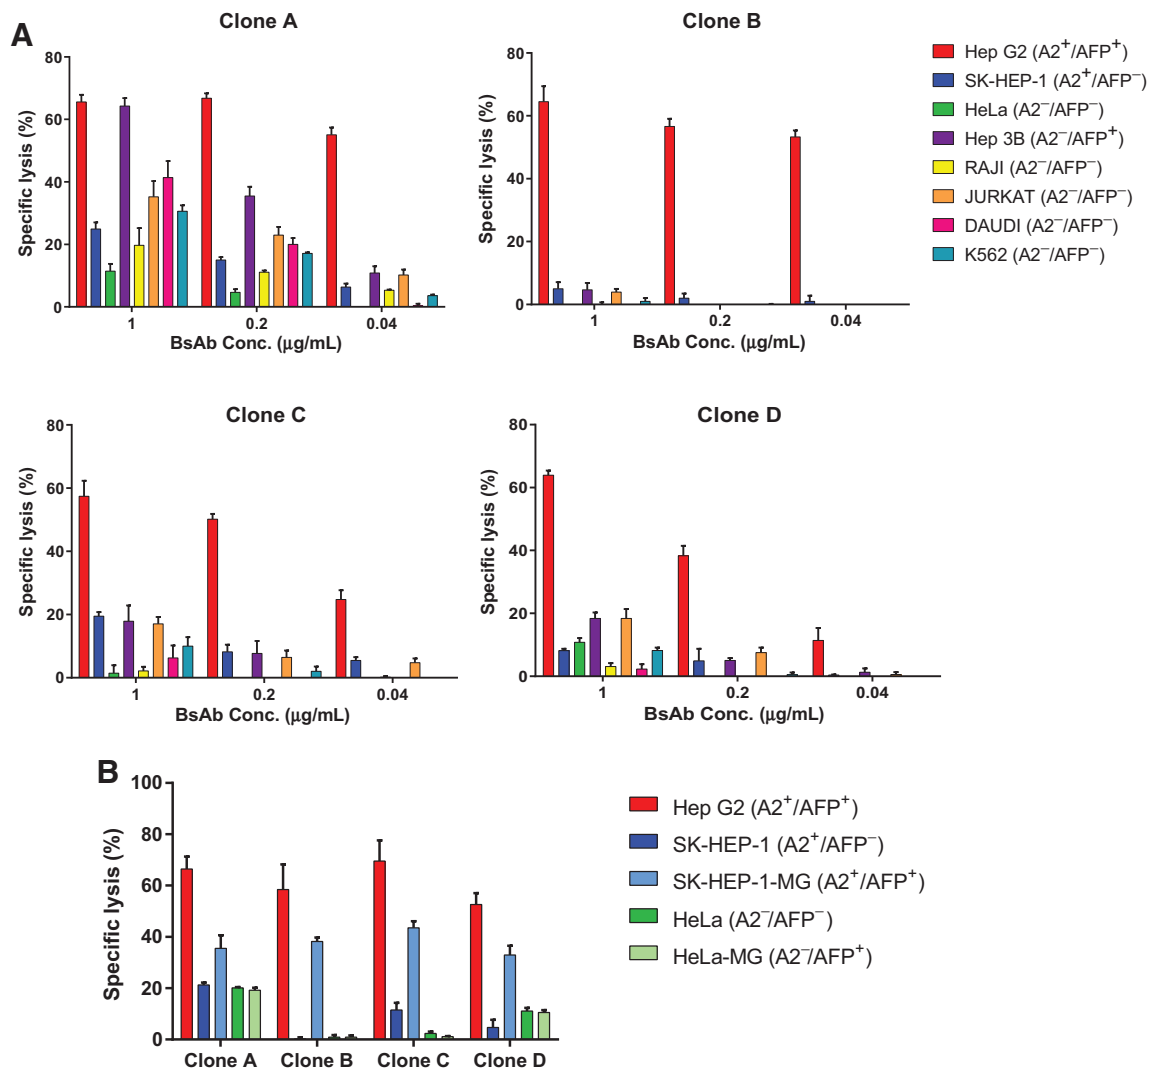 A
Clone A
Specific lysis (%)
80
60
40
20
0
1
0.2
0.04
BsAb Conc. (μg/mL)
Clone B
Specific lysis (%)
80
60
40
20
0
1
0.2
0.04
BsAb Conc. (μg/mL)
Hep G2 (A2⁺/AFP⁺)
SK-HEP-1 (A2⁺/AFP⁻)
HeLa (A2⁻/AFP⁻)
Hep 3B (A2⁻/AFP⁺)
RAJI (A2⁻/AFP⁻)
JURKAT (A2⁻/AFP⁻)
DAUDI (A2⁻/AFP⁻)
K562 (A2⁻/AFP⁻)
Clone C
Specific lysis (%)
80
60
40
20
0
1
0.2
0.04
BsAb Conc. (μg/mL)
Clone D
Specific lysis (%)
80
60
40
20
0
1
0.2
0.04
BsAb Conc. (μg/mL)
B
Specific lysis (%)
100
80
60
40
20
0
Clone A
Clone B
Clone C
Clone D
Hep G2 (A2⁺/AFP⁺)
SK-HEP-1 (A2⁺/AFP⁻)
SK-HEP-1-MG (A2⁺/AFP⁺)
HeLa (A2⁻/AFP⁻)
HeLa-MG (A2⁻/AFP⁺)